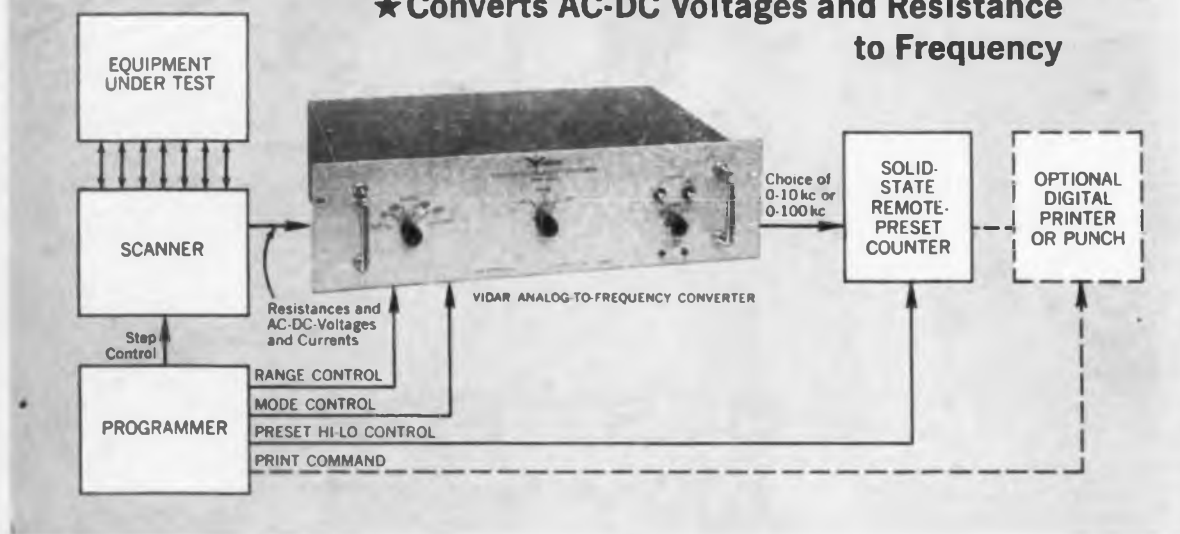 ★Converts AC-DC Voltages and Resistance
to Frequency
EQUIPMENT
UNDER TEST
SCANNER
Resistances and
AC-DC-Voltages
and Currents
Step
Control
PROGRAMMER
RANGE CONTROL
MODE CONTROL
PRESET HI-LO CONTROL
PRINT COMMAND
VIDAR ANALOG-TO-FREQUENCY CONVERTER
Choice of
0-10 kc or
0-100 kc
SOLID-
STATE
REMOTE-
PRESET
COUNTER
OPTIONAL
DIGITAL
PRINTER
OR PUNCH